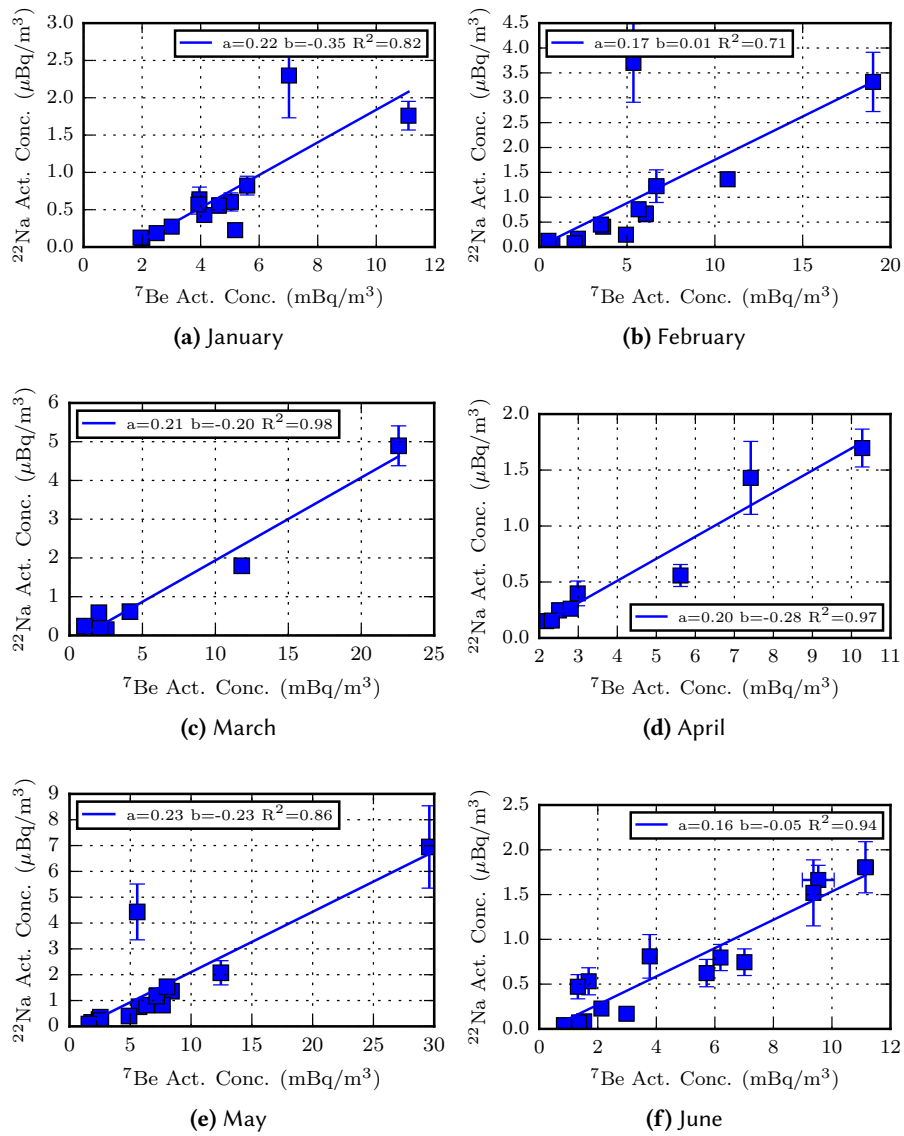 3.0
2.5
2.0
1.5
1.0
0.5
0.0
a=0.22 b=-0.35 R²=0.82
²²Na Act. Conc. (μBq/m³)
0 2 4 6 8 10 12
⁷Be Act. Conc. (mBq/m³)
(a) January
4.5
4.0
3.5
3.0
2.5
2.0
1.5
1.0
0.5
0.0
a=0.17 b=0.01 R²=0.71
²²Na Act. Conc. (μBq/m³)
0 5 10 15 20
⁷Be Act. Conc. (mBq/m³)
(b) February
6
5
4
3
2
1
0
a=0.21 b=-0.20 R²=0.98
²²Na Act. Conc. (μBq/m³)
0 5 10 15 20 25
⁷Be Act. Conc. (mBq/m³)
(c) March
2.0
1.5
1.0
0.5
0.0
a=0.20 b=-0.28 R²=0.97
²²Na Act. Conc. (μBq/m³)
2 3 4 5 6 7 8 9 10 11
⁷Be Act. Conc. (mBq/m³)
(d) April
9
8
7
6
5
4
3
2
1
0
a=0.23 b=-0.23 R²=0.86
²²Na Act. Conc. (μBq/m³)
0 5 10 15 20 25 30
⁷Be Act. Conc. (mBq/m³)
(e) May
2.5
2.0
1.5
1.0
0.5
0.0
a=0.16 b=-0.05 R²=0.94
²²Na Act. Conc. (μBq/m³)
0 2 4 6 8 10 12
⁷Be Act. Conc. (mBq/m³)
(f) June